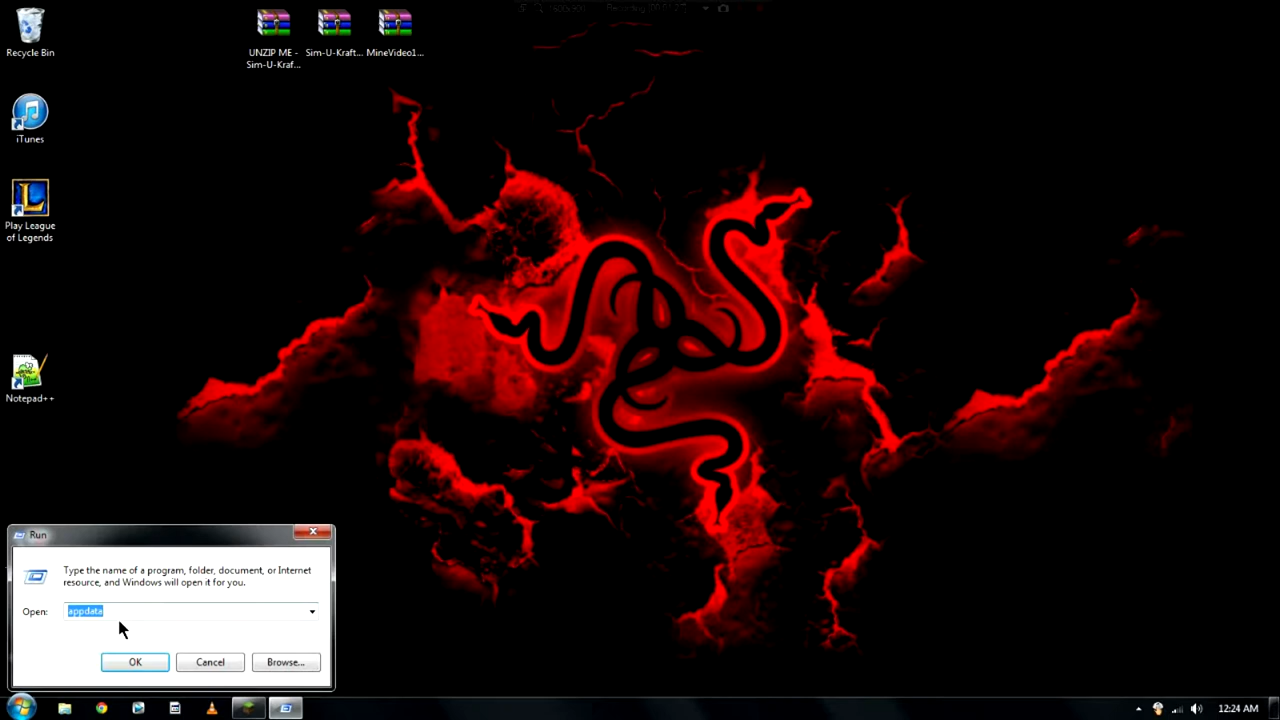 Recycle Bin
UNZIP ME -
Sim-U-Kraf...
Sim-U-Kraft...
MineVideo1...
iTunes
Play League
of Legends
Notepad++
Run
Type the name of a program, folder, document, or Internet
resource, and Windows will open it for you.
Open:
appdata
OK
Cancel
Browse...
12:24 AM